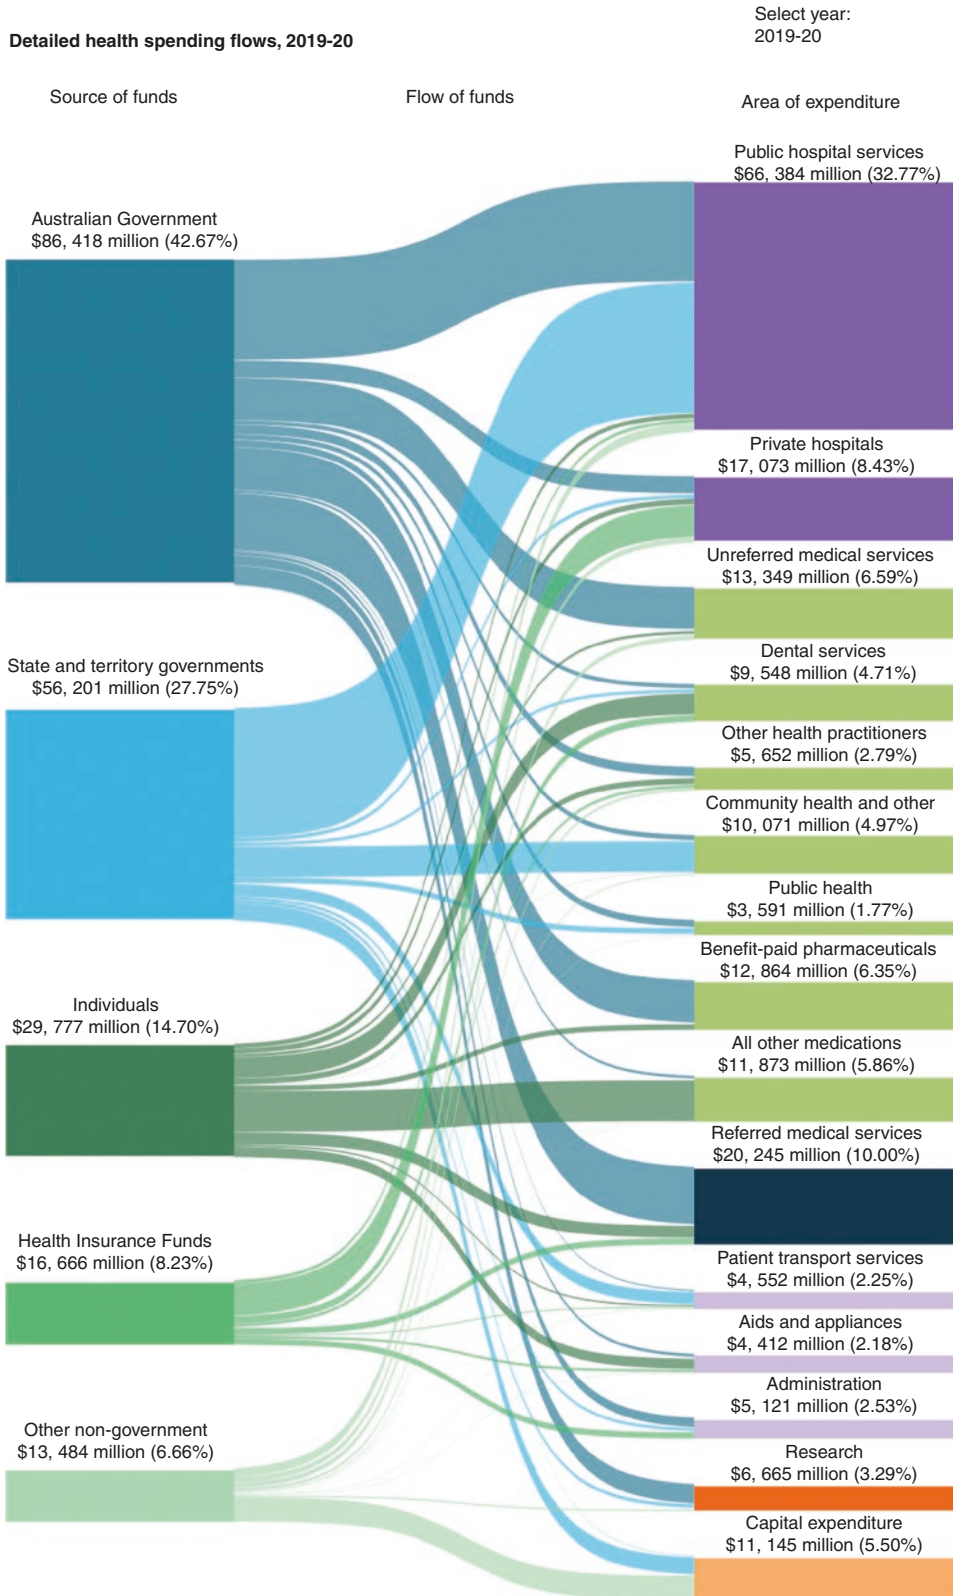 Select year:
2019-20
Detailed health spending flows, 2019-20
Source of funds
Flow of funds
Area of expenditure
Australian Government
$86, 418 million (42.67%)
State and territory governments
$56, 201 million (27.75%)
Individuals
$29, 777 million (14.70%)
Health Insurance Funds
$16, 666 million (8.23%)
Other non-government
$13, 484 million (6.66%)
Public hospital services
$66, 384 million (32.77%)
Private hospitals
$17, 073 million (8.43%)
Unreferred medical services
$13, 349 million (6.59%)
Dental services
$9, 548 million (4.71%)
Other health practitioners
$5, 652 million (2.79%)
Community health and other
$10, 071 million (4.97%)
Public health
$3, 591 million (1.77%)
Benefit-paid pharmaceuticals
$12, 864 million (6.35%)
All other medications
$11, 873 million (5.86%)
Referred medical services
$20, 245 million (10.00%)
Patient transport services
$4, 552 million (2.25%)
Aids and appliances
$4, 412 million (2.18%)
Administration
$5, 121 million (2.53%)
Research
$6, 665 million (3.29%)
Capital expenditure
$11, 145 million (5.50%)